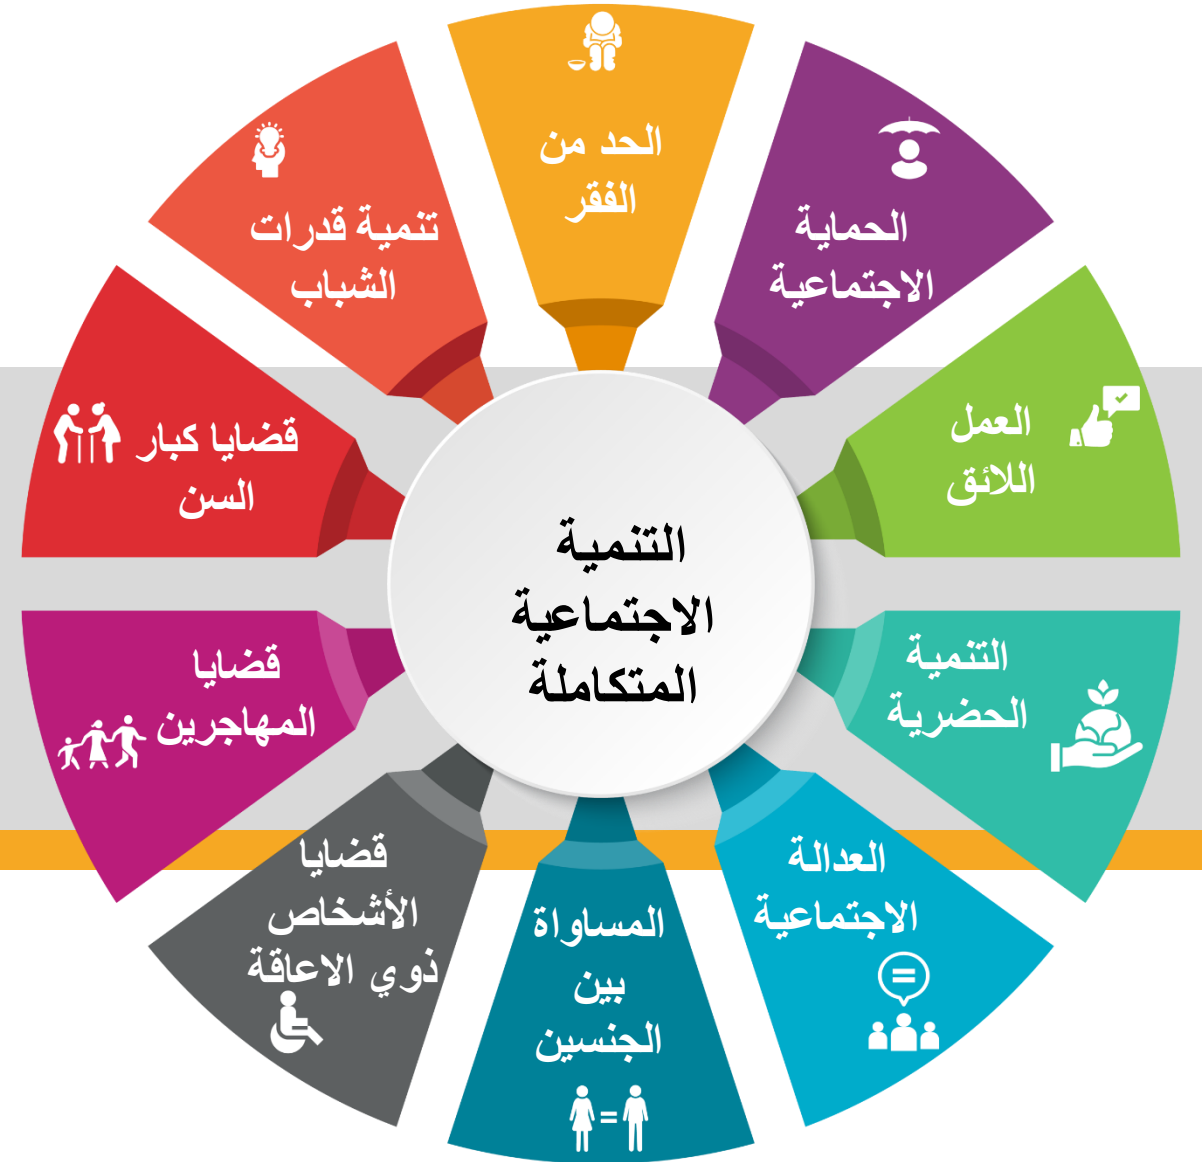 الحد من
الفقر
الحماية
الاجتماعية
العمل
اللائق
التنمية
الحضرية
العدالة
الاجتماعية
المساواة
بين
الجنسين
قضايا
الأشخاص
ذوي الاعاقة
قضايا
المهاجرين
قضايا كبار
السن
تنمية قدرات
الشباب
التنمية
الاجتماعية
المتكاملة